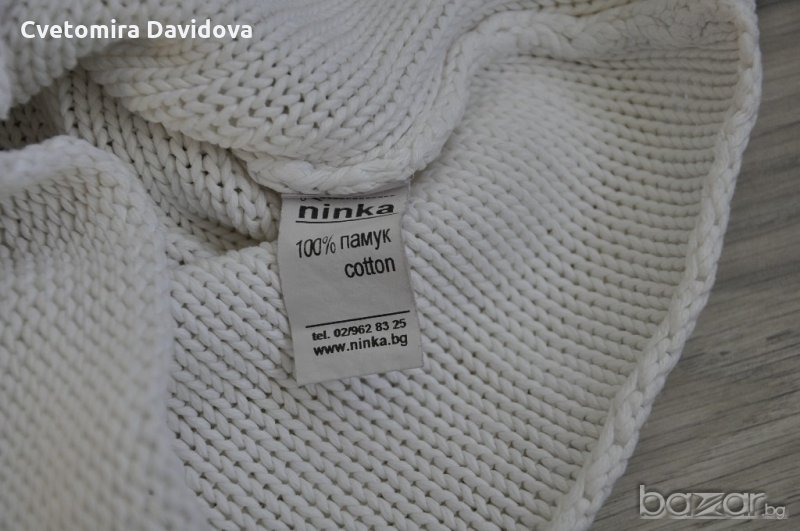 Cvetomira Davidova
ninka
100% памук
cotton
tel. 02/962 83 25
www.ninka.bg
bazar.bg